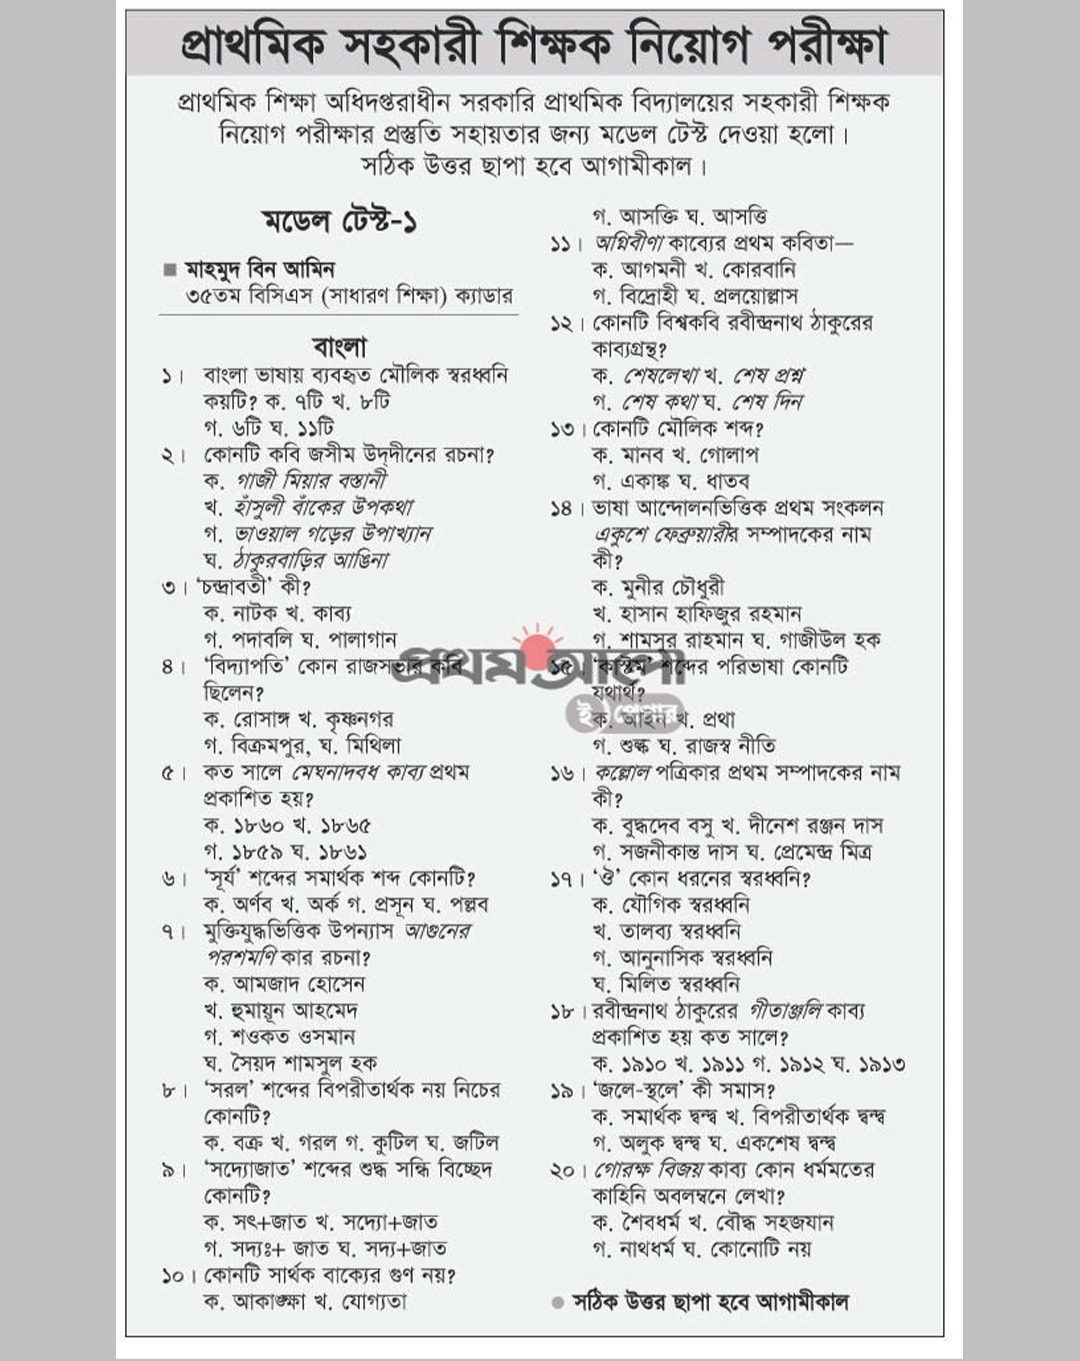 প্রাথমিক সহকারী শিক্ষক নিয়োগ পরীক্ষা
প্রাথমিক শিক্ষা অধিদপ্তরাধীন সরকারি প্রাথমিক বিদ্যালয়ের সহকারী শিক্ষক
নিয়োগ পরীক্ষার প্রস্তুতি সহায়তার জন্য মডেল টেস্ট দেওয়া হলো।
সঠিক উত্তর ছাপা হবে আগামীকাল।
মডেল টেস্ট-১
■ মাহমুদ বিন আমিন
৩৫তম বিসিএস (সাধারণ শিক্ষা) ক্যাডার
বাংলা
১। বাংলা ভাষায় ব্যবহৃত মৌলিক স্বরধ্বনি
কয়টি? ক. ৭টি খ. ৮টি
গ. ৬টি ঘ. ১১টি
২। কোনটি কবি জসীম উদ্‌দীনের রচনা?
ক. গাজী মিয়ার বস্তানী
খ. হাঁসুলী বাঁকের উপকথা
গ. ভাওয়াল গড়ের উপাখ্যান
ঘ. ঠাকুরবাড়ির আঙিনা
৩। ‘চন্দ্রাবতী’ কী?
ক. নাটক খ. কাব্য
গ. পদাবলি ঘ. পালাগান
৪। ‘বিদ্যাপতি’ কোন রাজসভার কবি
ছিলেন?
ক. রোসাঙ্গ খ. কৃষ্ণনগর
গ. বিক্রমপুর, ঘ. মিথিলা
৫। কত সালে মেঘনাদবধ কাব্য প্রথম
প্রকাশিত হয়?
ক. ১৮৬০ খ. ১৮৬৫
গ. ১৮৫৯ ঘ. ১৮৬১
৬। ‘সূর্য’ শব্দের সমার্থক শব্দ কোনটি?
ক. অর্ণব খ. অর্ক গ. প্রসূন ঘ. পল্লব
৭। মুক্তিযুদ্ধভিত্তিক উপন্যাস আগুনের
পরশমণি কার রচনা?
ক. আমজাদ হোসেন
খ. হুমায়ূন আহমেদ
গ. শওকত ওসমান
ঘ. সৈয়দ শামসুল হক
৮। ‘সরল’ শব্দের বিপরীতার্থক নয় নিচের
কোনটি?
ক. বক্র খ. গরল গ. কুটিল ঘ. জটিল
৯। ‘সদ্যোজাত’ শব্দের শুদ্ধ সন্ধি বিচ্ছেদ
কোনটি?
ক. সৎ+জাত খ. সদ্যো+জাত
গ. সদ্যঃ+ জাত ঘ. সদ্য+জাত
১০। কোনটি সার্থক বাক্যের গুণ নয়?
ক. আকাঙ্ক্ষা খ. যোগ্যতা
গ. আসক্তি ঘ. আসত্তি
১১। অগ্নিবীণা কাব্যের প্রথম কবিতা—
ক. আগমনী খ. কোরবানি
গ. বিদ্রোহী ঘ. প্রলয়োল্লাস
১২। কোনটি বিশ্বকবি রবীন্দ্রনাথ ঠাকুরের
কাব্যগ্রন্থ?
ক. শেষলেখা খ. শেষ প্রশ্ন
গ. শেষ কথা ঘ. শেষ দিন
১৩। কোনটি মৌলিক শব্দ?
ক. মানব খ. গোলাপ
গ. একাঙ্ক ঘ. ধাতব
১৪। ভাষা আন্দোলনভিত্তিক প্রথম সংকলন
একুশে ফেব্রুয়ারীর সম্পাদকের নাম
কী?
ক. মুনীর চৌধুরী
খ. হাসান হাফিজুর রহমান
গ. শামসুর রাহমান ঘ. গাজীউল হক
প্রথম আলো
ই পেপার
১৫। ‘কাস্টম’ শব্দের পরিভাষা কোনটি
যথার্থ?
ক. আইন খ. প্রথা
গ. শুল্ক ঘ. রাজস্ব নীতি
১৬। কল্লোল পত্রিকার প্রথম সম্পাদকের নাম
কী?
ক. বুদ্ধদেব বসু খ. দীনেশ রঞ্জন দাস
গ. সজনীকান্ত দাস ঘ. প্রেমেন্দ্র মিত্র
১৭। ‘ঔ’ কোন ধরনের স্বরধ্বনি?
ক. যৌগিক স্বরধ্বনি
খ. তালব্য স্বরধ্বনি
গ. আনুনাসিক স্বরধ্বনি
ঘ. মিলিত স্বরধ্বনি
১৮। রবীন্দ্রনাথ ঠাকুরের গীতাঞ্জলি কাব্য
প্রকাশিত হয় কত সালে?
ক. ১৯১০ খ. ১৯১১ গ. ১৯১২ ঘ. ১৯১৩
১৯। ‘জলে-স্থলে’ কী সমাস?
ক. সমার্থক দ্বন্দ্ব খ. বিপরীতার্থক দ্বন্দ্ব
গ. অলুক দ্বন্দ্ব ঘ. একশেষ দ্বন্দ্ব
২০। গোরক্ষ বিজয় কাব্য কোন ধর্মমতের
কাহিনি অবলম্বনে লেখা?
ক. শৈবধর্ম খ. বৌদ্ধ সহজযান
গ. নাথধর্ম ঘ. কোনোটি নয়
● সঠিক উত্তর ছাপা হবে আগামীকাল